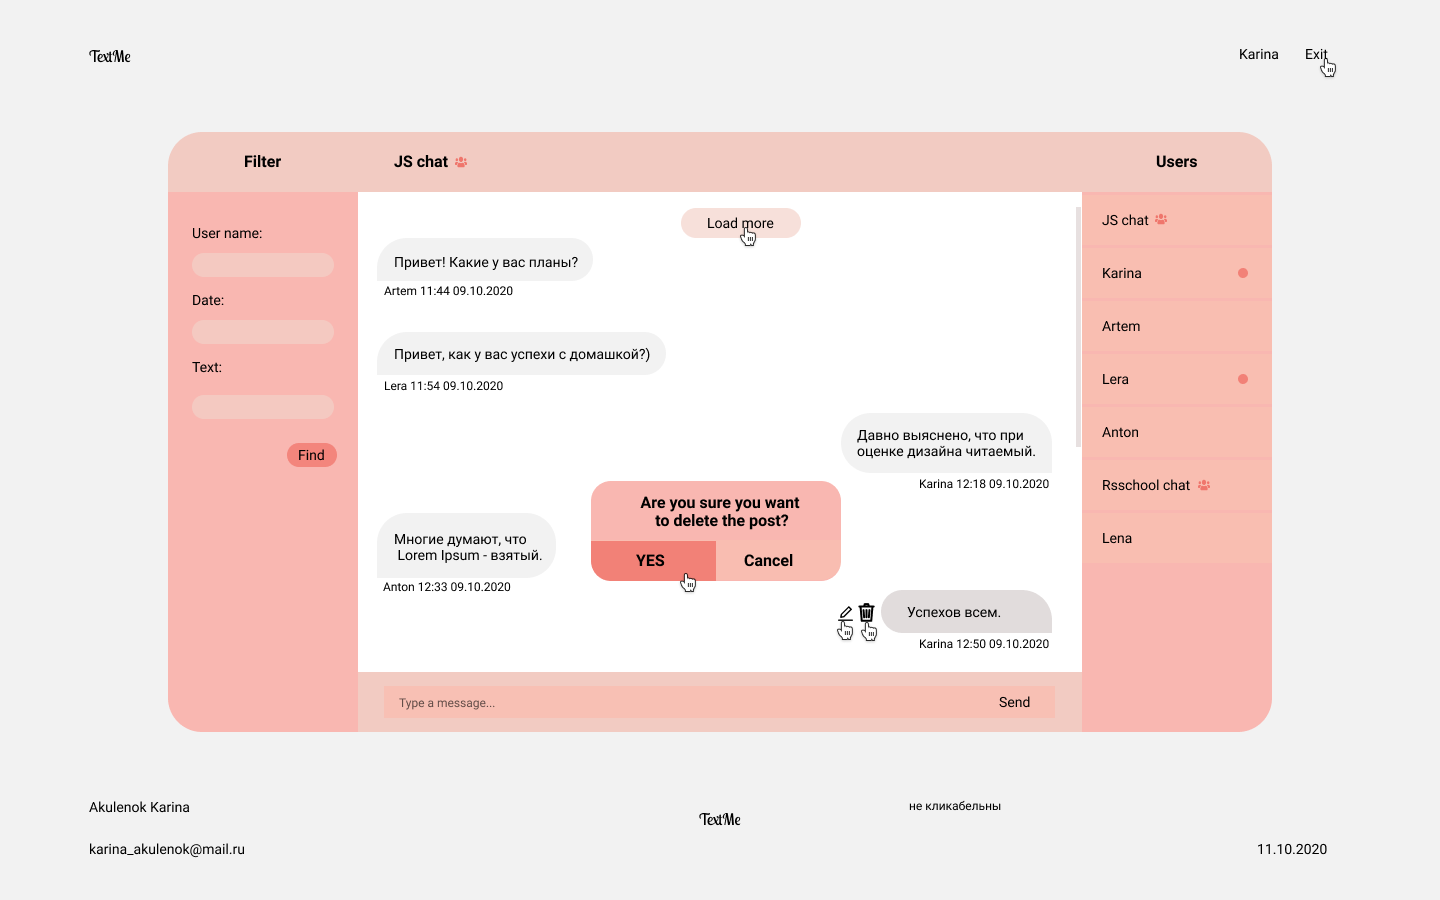 TextMe
Karina
Exit
Filter
JS chat
Users
User name:
Date:
Text:
Find
Load more
Привет! Какие у вас планы?
Artem 11:44 09.10.2020
Привет, как у вас успехи с домашкой?)
Lera 11:54 09.10.2020
Давно выяснено, что при
оценке дизайна читаемый.
Karina 12:18 09.10.2020
Are you sure you want
to delete the post?
YES
Cancel
Многие думают, что
Lorem Ipsum - взятый.
Anton 12:33 09.10.2020
Успехов всем.
Karina 12:50 09.10.2020
Type a message...
Send
JS chat
Karina
Artem
Lera
Anton
Rsschool chat
Lena
Akulenok Karina
karina_akulenok@mail.ru
TextMe
не кликабельны
11.10.2020